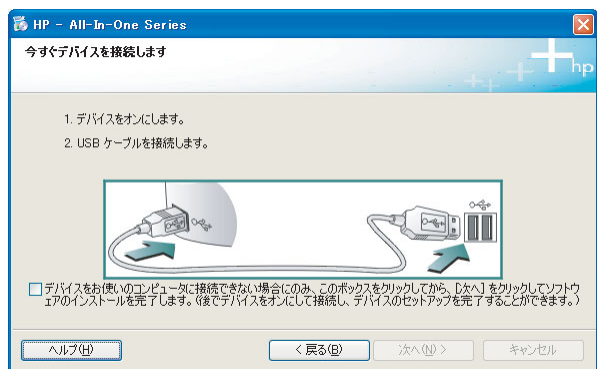 HP - All-In-One Series
今すぐデバイスを接続します
hp
1. デバイスをオンにします。
2. USB ケーブルを接続します。
デバイスをお使いのコンピュータに接続できない場合にのみ、このボックスをクリックしてから、[次へ] をクリックしてソフトウ
ェアのインストールを完了します。(後でデバイスをオンにして接続し、デバイスのセットアップを完了することができます。)
ヘルプ(H)
< 戻る(B)
次へ(N) >
キャンセル